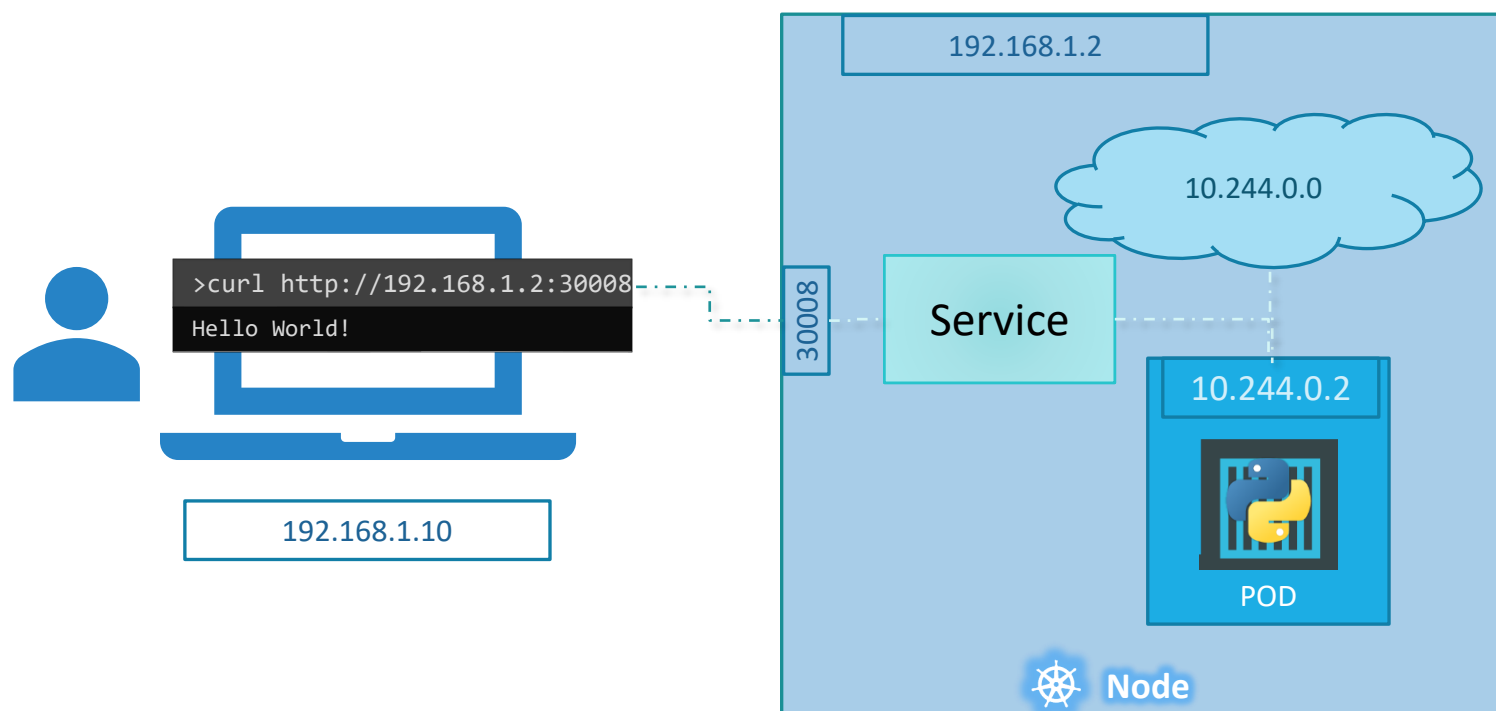 192.168.1.2
10.244.0.0
>curl http://192.168.1.2:30008
Hello World!
30008
Service
10.244.0.2
POD
192.168.1.10
Node